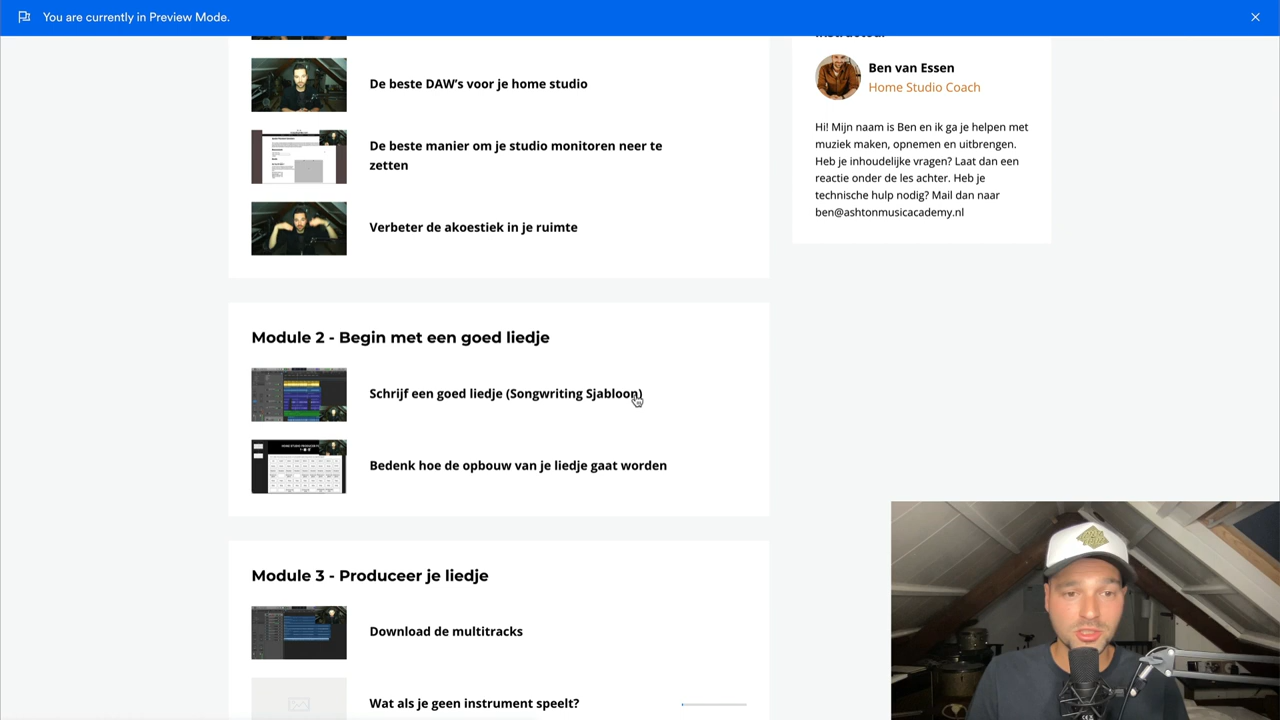 You are currently in Preview Mode.
De beste DAW’s voor je home studio
De beste manier om je studio monitoren neer te
zetten
Verbeter de akoestiek in je ruimte
Module 2 - Begin met een goed liedje
Schrijf een goed liedje (Songwriting Sjabloon)
Bedenk hoe de opbouw van je liedje gaat worden
Module 3 - Produceer je liedje
Download de multitracks
Wat als je geen instrument speelt?
Ben van Essen
Home Studio Coach
Hi! Mijn naam is Ben en ik ga je helpen met
muziek maken, opnemen en uitbrengen.
Heb je inhoudelijke vragen? Laat dan een
reactie onder de les achter. Heb je
technische hulp nodig? Mail dan naar
ben@ashtonmusicacademy.nl